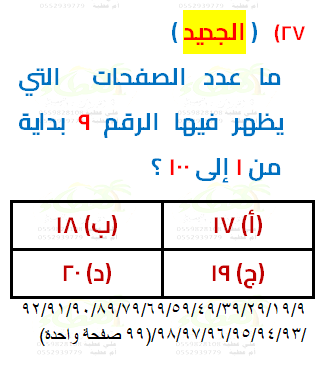 ٢٧) ( الجديد )
ما عدد الصفحات التي
يظهر فيها الرقم ٩ بداية
من ١ إلى ١٠٠ ؟
(أ) ١٧ (ب) ١٨
(ج) ١٩ (د) ٢٠
٩/١٩/٢٩/٣٩/٤٩/٥٩/٦٩/٧٩/٨٩/٩٠/٩١/٩٢
/٩٣/٩٤/٩٥/٩٦/٩٧/٩٨/(٩٩ صفحة واحدة)